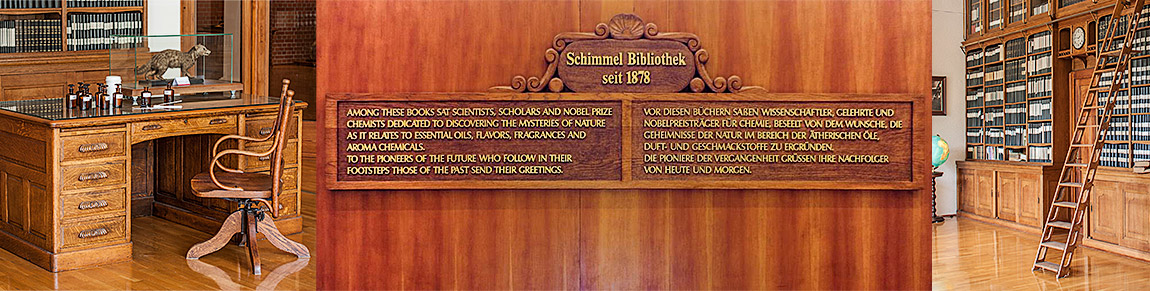 Schimmel Bibliothek
seit 1878
AMONG THESE BOOKS SAT SCIENTISTS, SCHOLARS AND NOBEL PRIZE
CHEMISTS DEDICATED TO DISCOVERING THE MYSTERIES OF NATURE
AS IT RELATES TO ESSENTIAL OILS, FLAVORS, FRAGRANCES AND
AROMA CHEMICALS.
TO THE PIONEERS OF THE FUTURE WHO FOLLOW IN THEIR
FOOTSTEPS THOSE OF THE PAST SEND THEIR GREETINGS.
VOR DIESEN BÜCHERN SAßEN WISSENSCHAFTLER, GELEHRTE UND
NOBELPREISTRÄGER FÜR CHEMIE, BESEELT VON DEM WUNSCHE, DIE
GEHEIMNISSE DER NATUR IM BEREICH DER ÄTHERISCHEN ÖLE,
DUFT- UND GESCHMACKSTOFFE ZU ERGRÜNDEN.
DIE PIONIERE DER VERGANGENHEIT GRÜSSEN IHRE NACHFOLGER
VON HEUTE UND MORGEN.